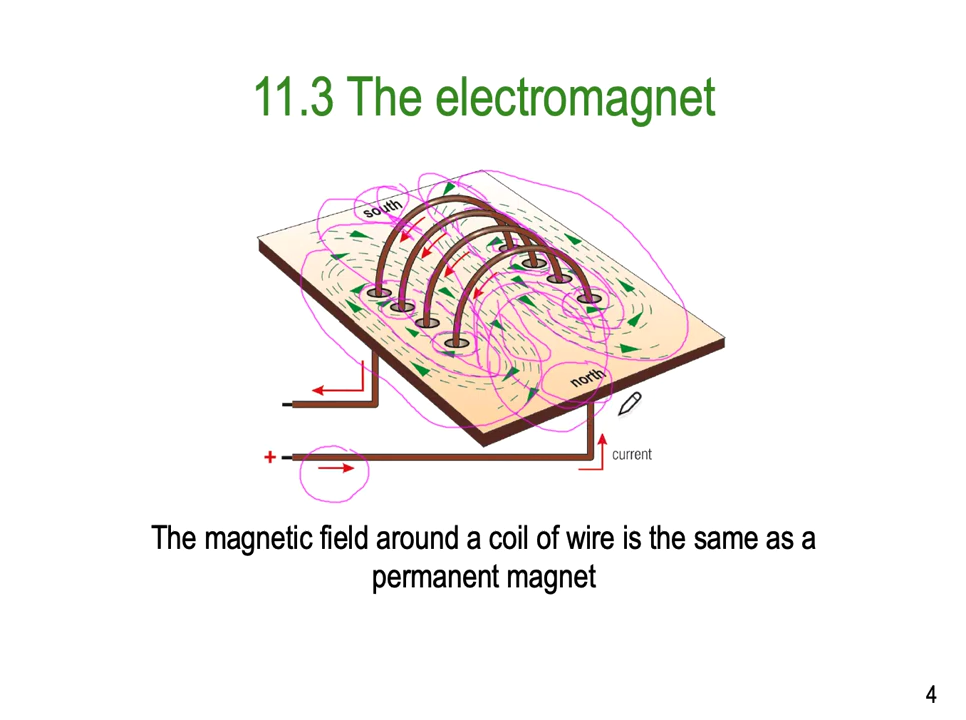 11.3 The electromagnet
south
north
+
current
The magnetic field around a coil of wire is the same as a
permanent magnet
4